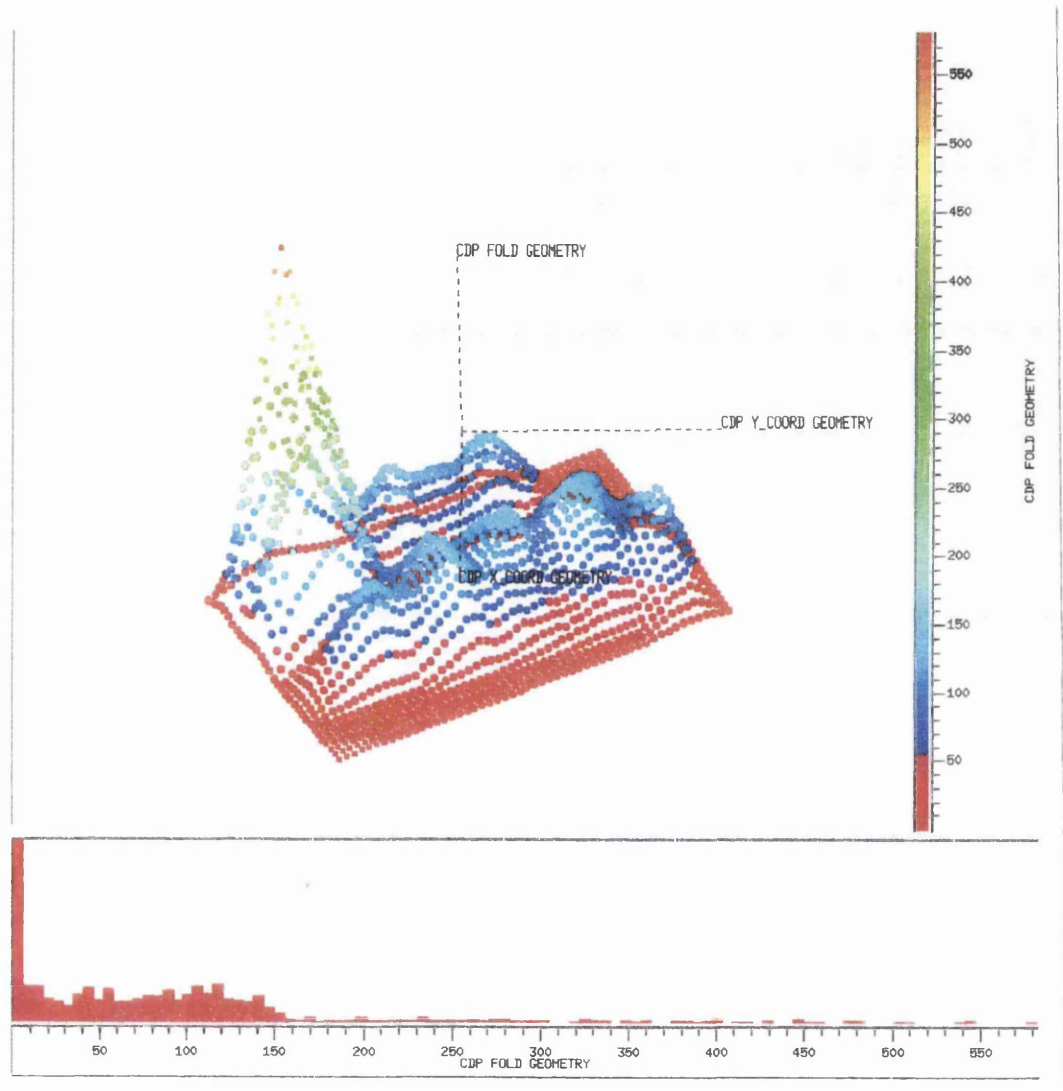 550
500
450
400
350
300
250
200
150
100
50
CDP FOLD GEOMETRY
CDP FOLD GEOMETRY
CDP Y_COORD GEOMETRY
CDP X_COORD GEOMETRY
50 100 150 200 250 300 350 400 450 500 550
CDP FOLD GEOMETRY